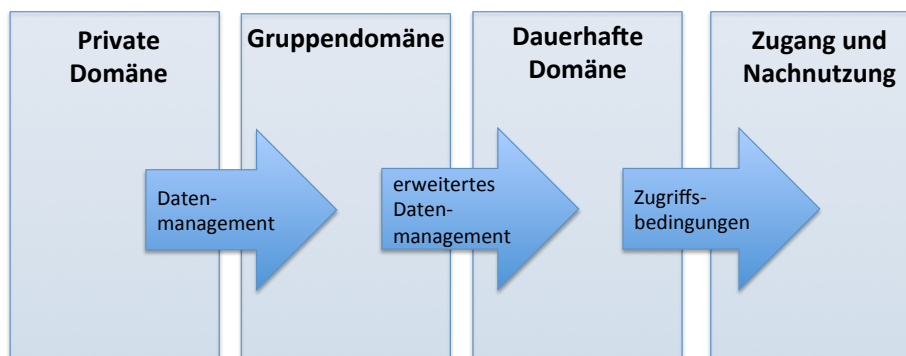 Private
Domäne
Gruppendomäne
Dauerhafte
Domäne
Zugang und
Nachnutzung
Daten-
management
erweitertes
Daten-
management
Zugriffs-
bedingungen